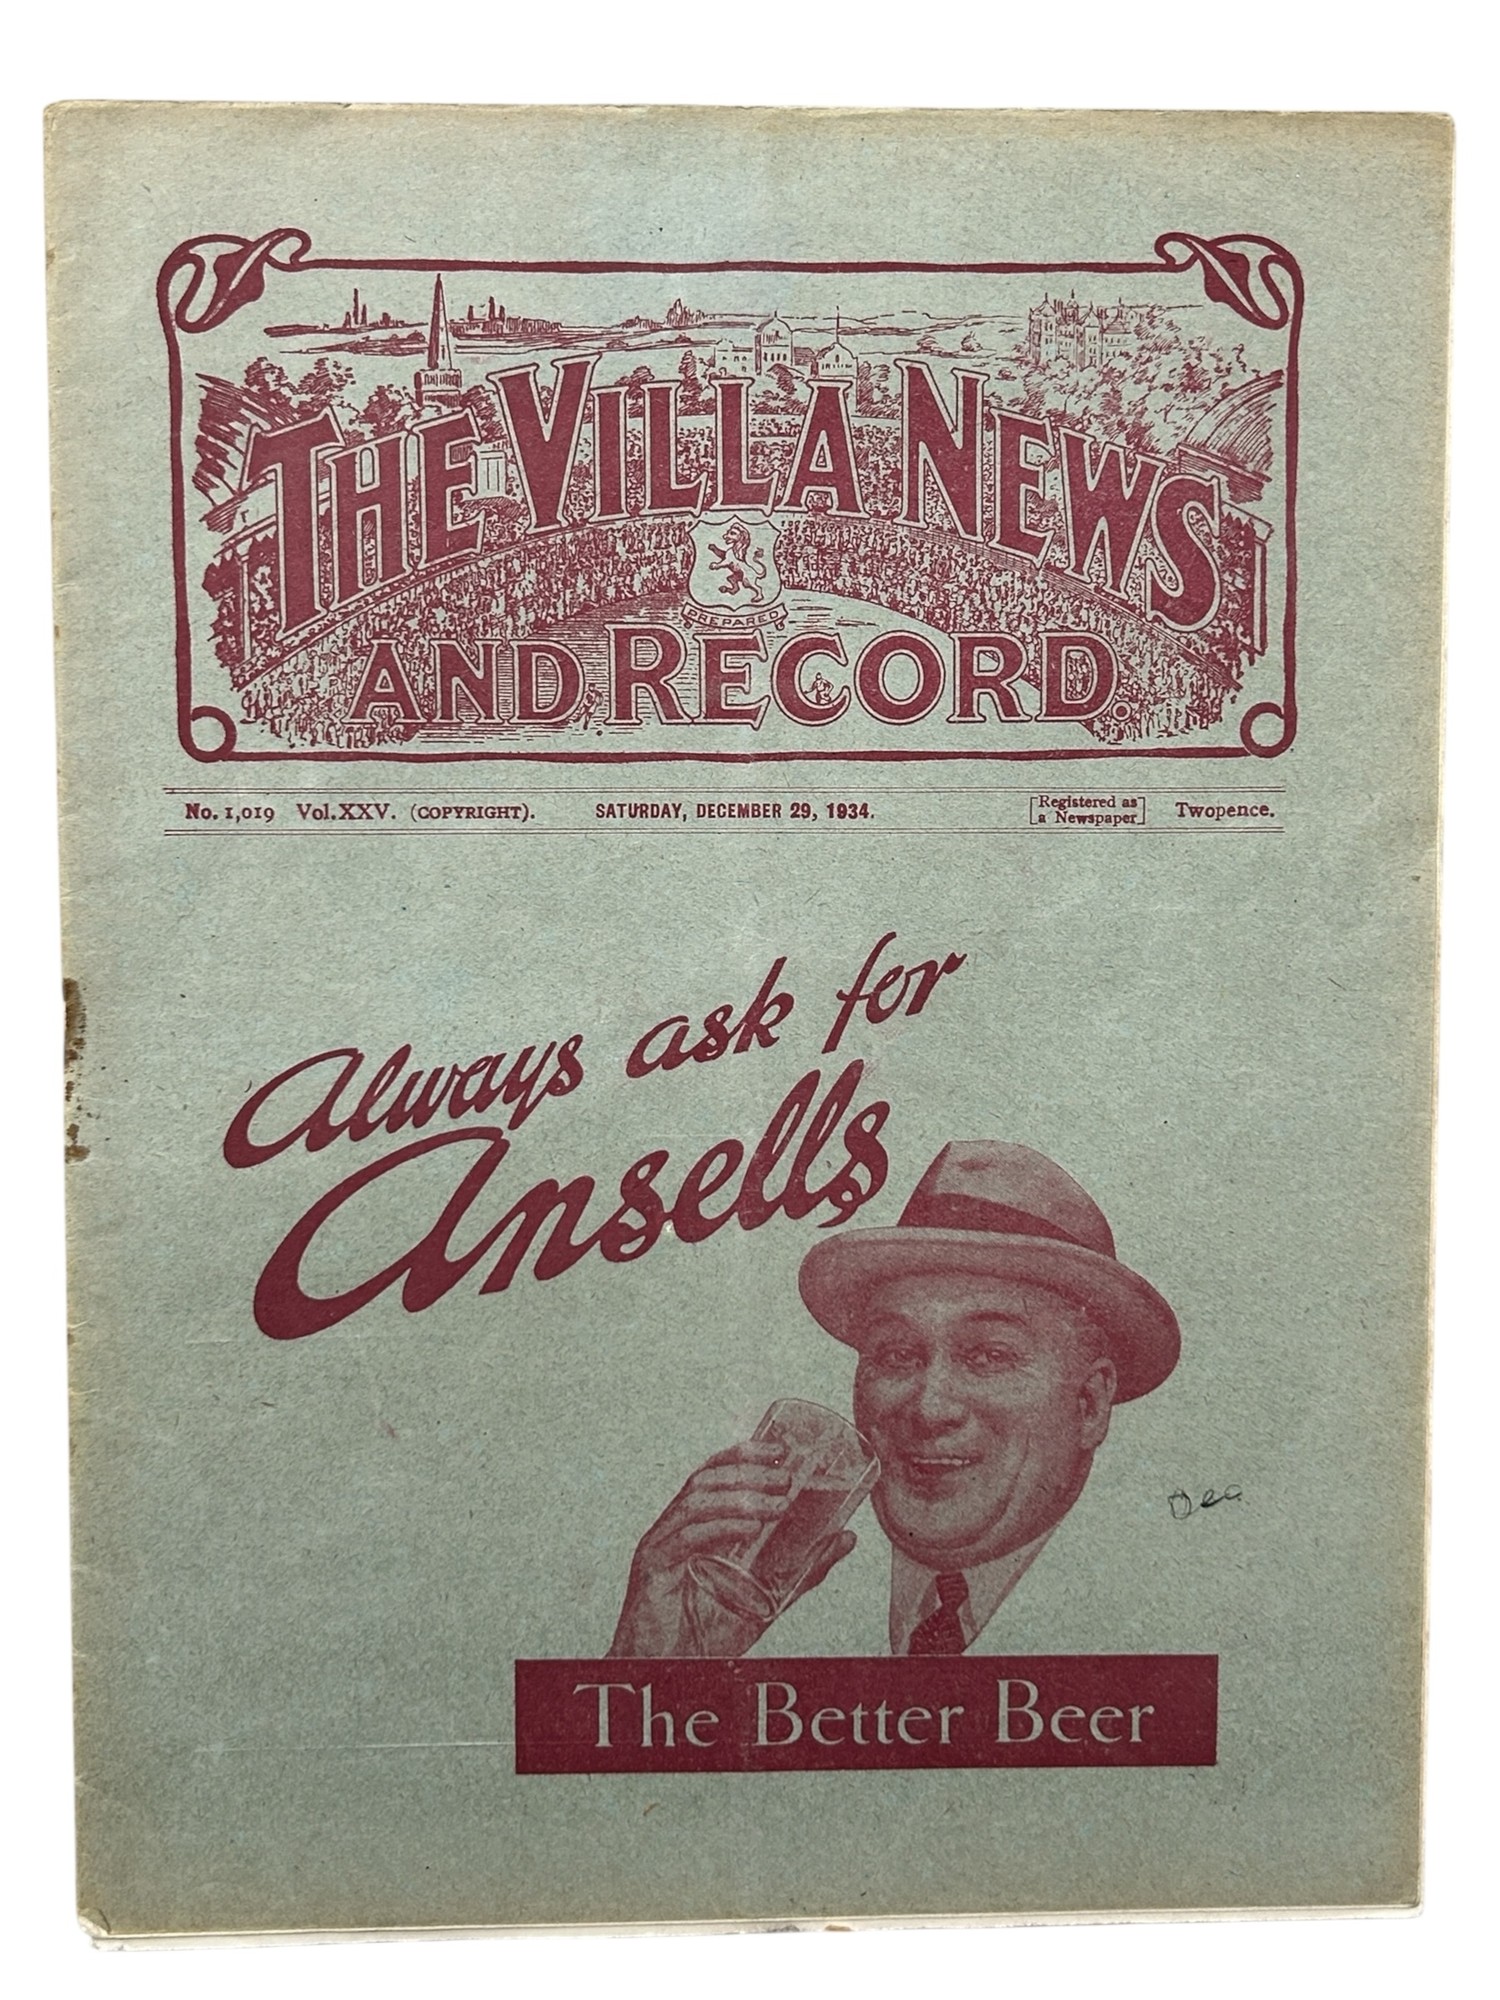 THE VILLA NEWS
PREPARED
AND RECORD.
No. 1,019 Vol. XXV. (COPYRIGHT). SATURDAY, DECEMBER 29, 1934. [Registered as a Newspaper] Twopence.
Always ask for
Ansells
The Better Beer